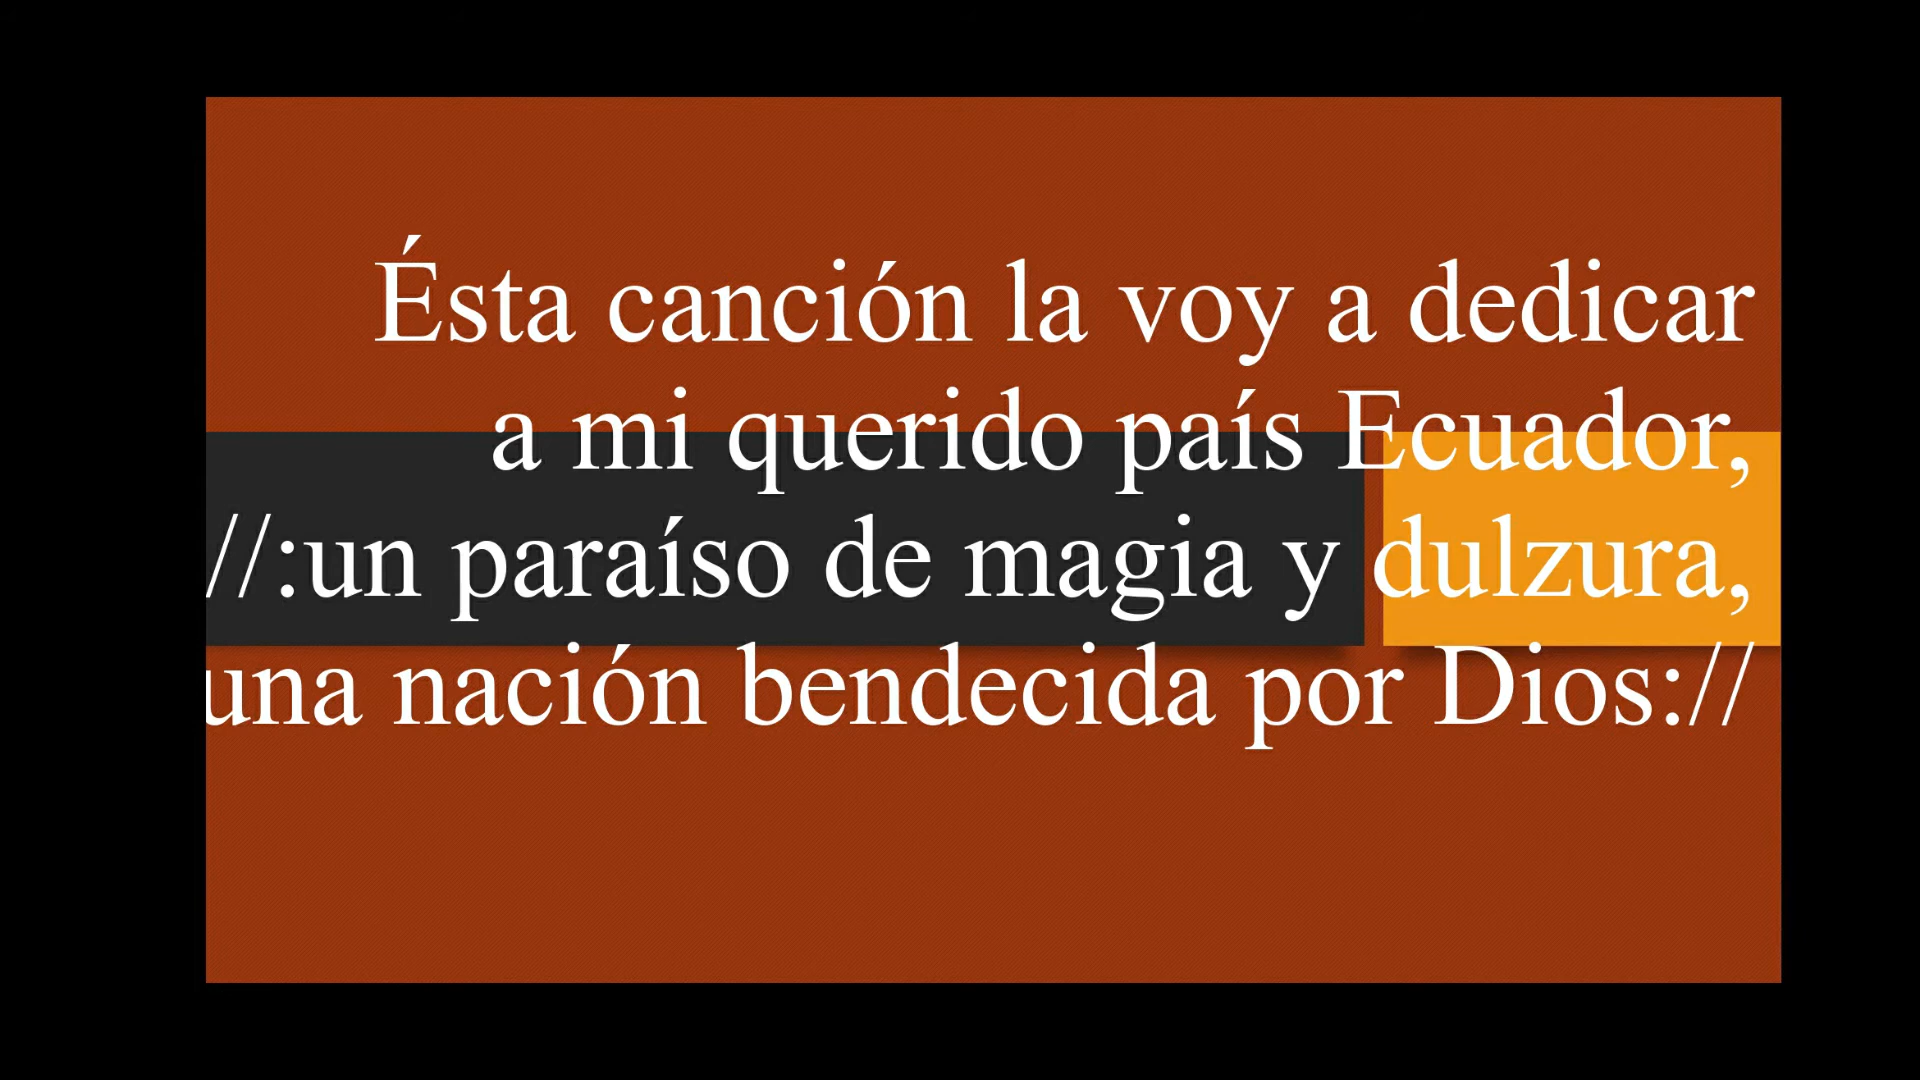 Ésta canción la voy a dedicar
a mi querido país Ecuador,
//:un paraíso de magia y dulzura,
una nación bendecida por Dios://